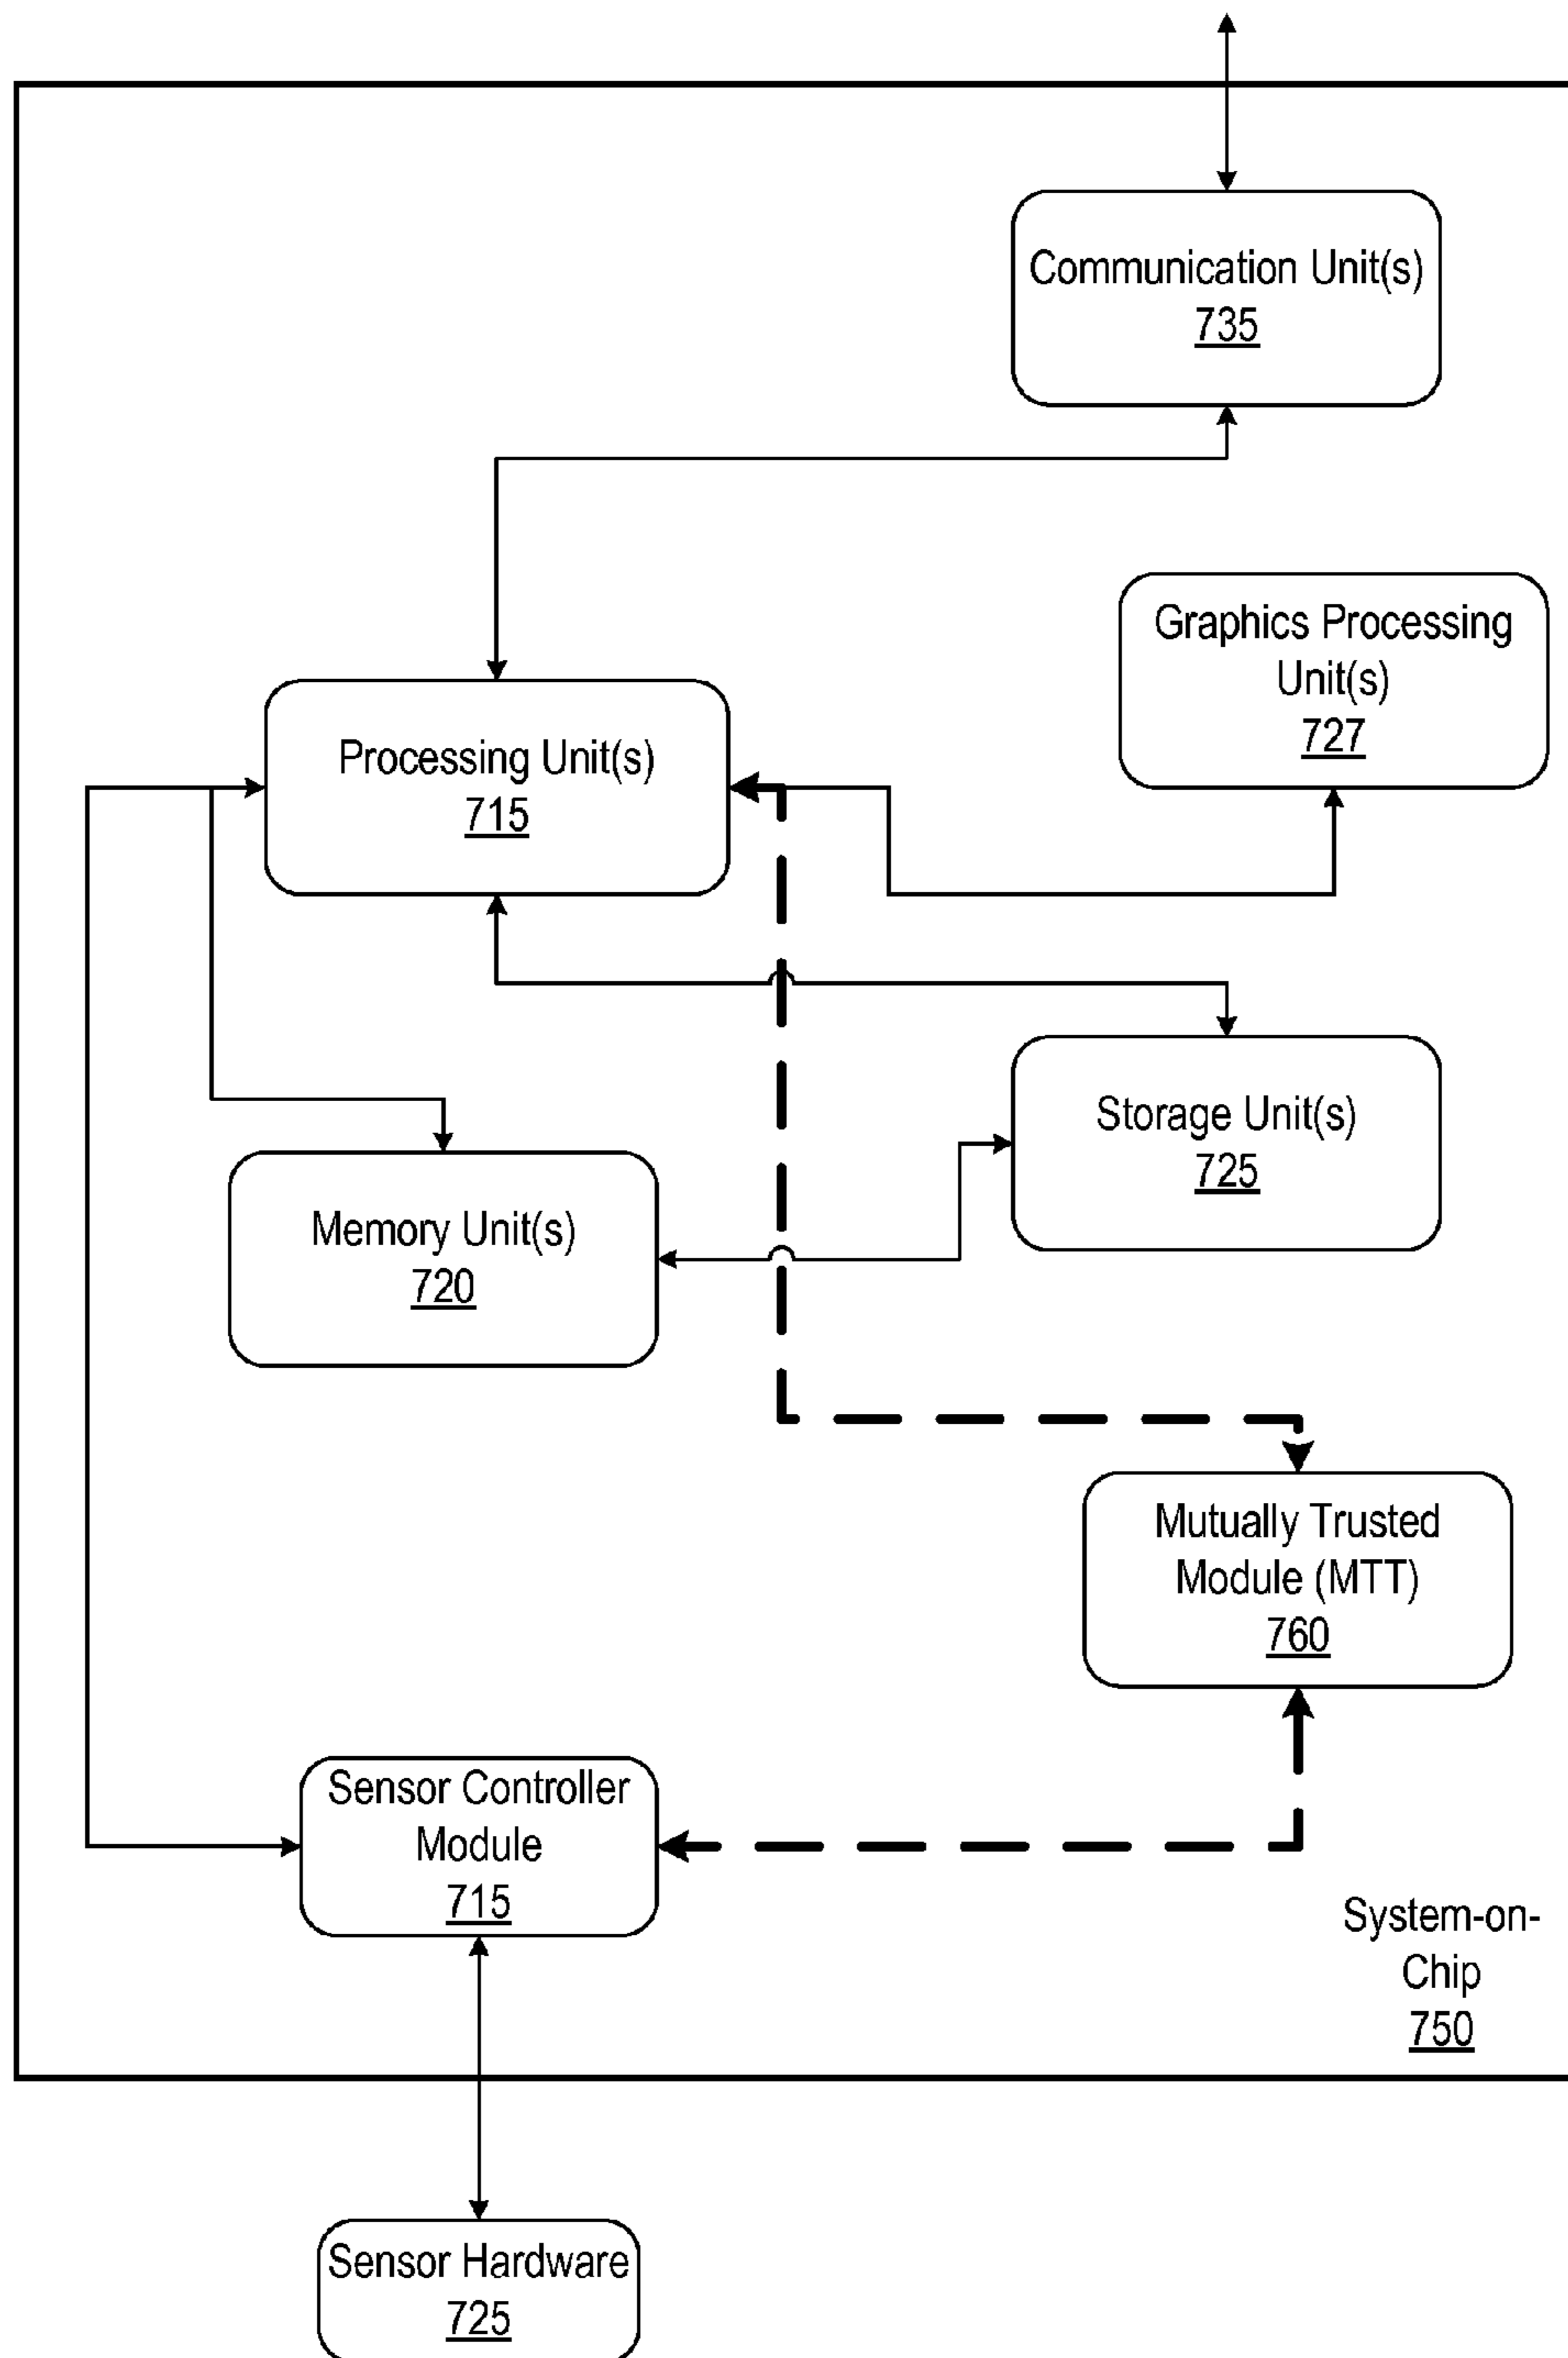 Communication Unit(s)
735
Graphics Processing
Unit(s)
727
Processing Unit(s)
715
Storage Unit(s)
725
Memory Unit(s)
720
Mutually Trusted
Module (MTT)
760
Sensor Controller
Module
715
System-on-
Chip
750
Sensor Hardware
725